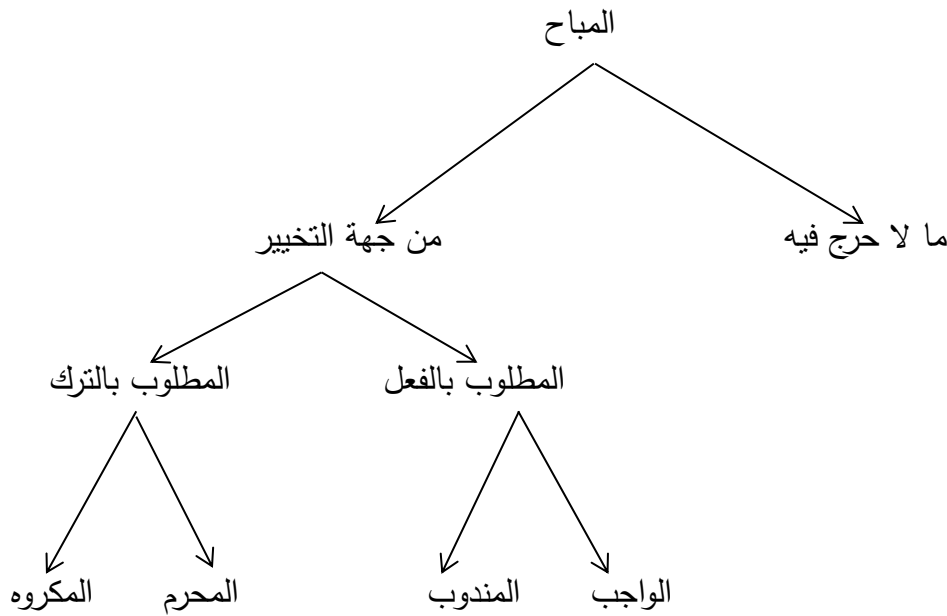 المباح
ما لا حرج فيه
من جهة التخيير
المطلوب بالفعل
المطلوب بالترك
الواجب
المندوب
المحرم
المكروه